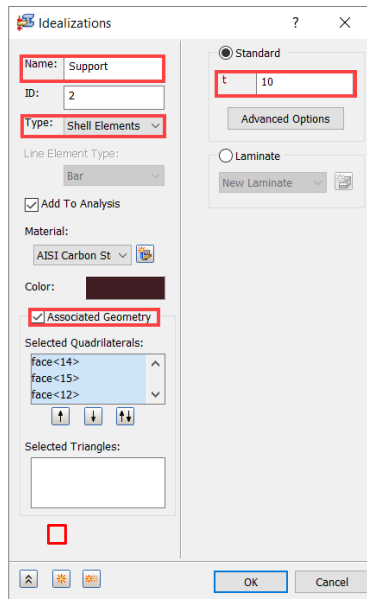 Idealizations
? X
Name: Support
ID: 2
Type: Shell Elements
Line Element Type:
Bar
Add To Analysis
Material:
AISI Carbon St
Color:
Associated Geometry
Selected Quadrilaterals:
face<14>
face<15>
face<12>
Selected Triangles:
Standard
t 10
Advanced Options
Laminate
New Laminate
OK Cancel